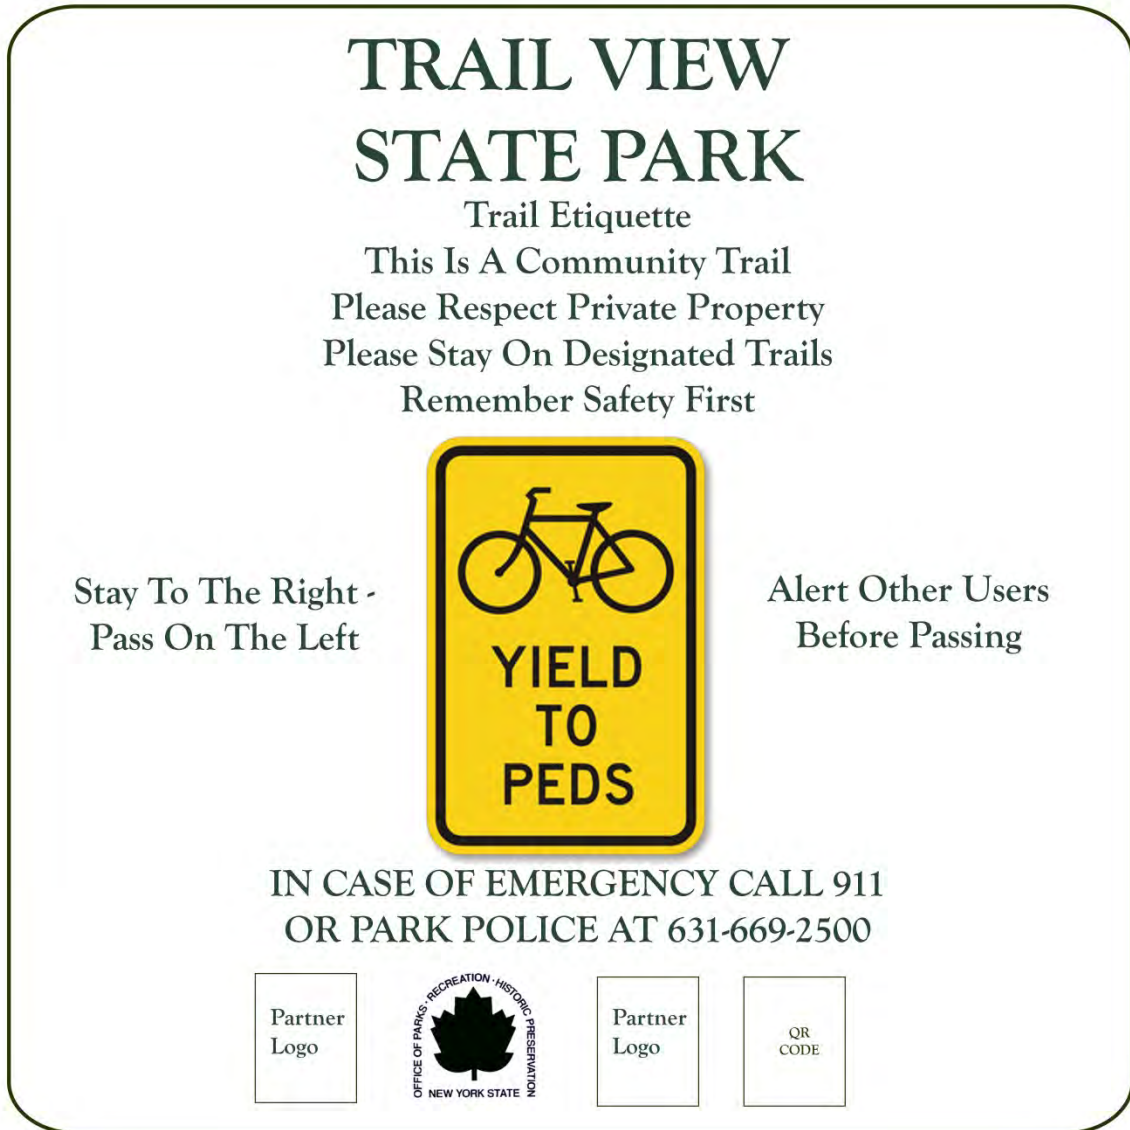 TRAIL VIEW
STATE PARK
Trail Etiquette
This Is A Community Trail
Please Respect Private Property
Please Stay On Designated Trails
Remember Safety First
Stay To The Right -
Pass On The Left
YIELD
TO
PEDS
Alert Other Users
Before Passing
IN CASE OF EMERGENCY CALL 911
OR PARK POLICE AT 631-669-2500
Partner
Logo
OFFICE OF PARKS · RECREATION · HISTORIC PRESERVATION
NEW YORK STATE
Partner
Logo
QR
CODE